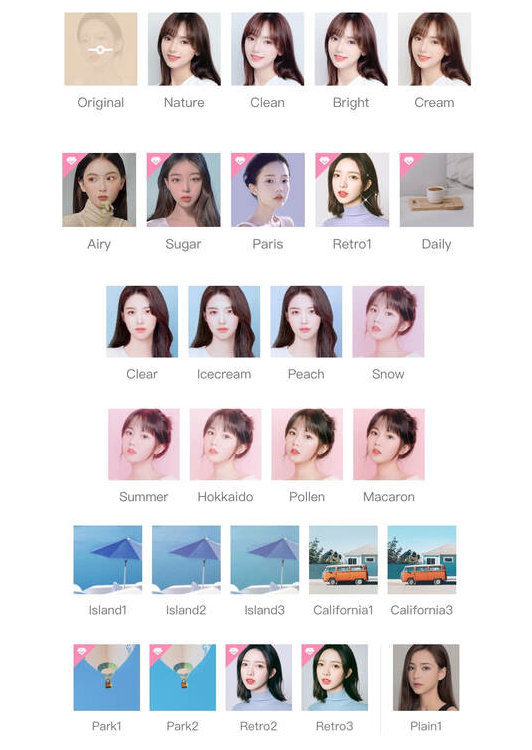 Original Nature Clean Bright Cream
Airy Sugar Paris Retro1 Daily
Clear Icecream Peach Snow
Summer Hokkaido Pollen Macaron
Island1 Island2 Island3 California1 California3
Park1 Park2 Retro2 Retro3 Plain1